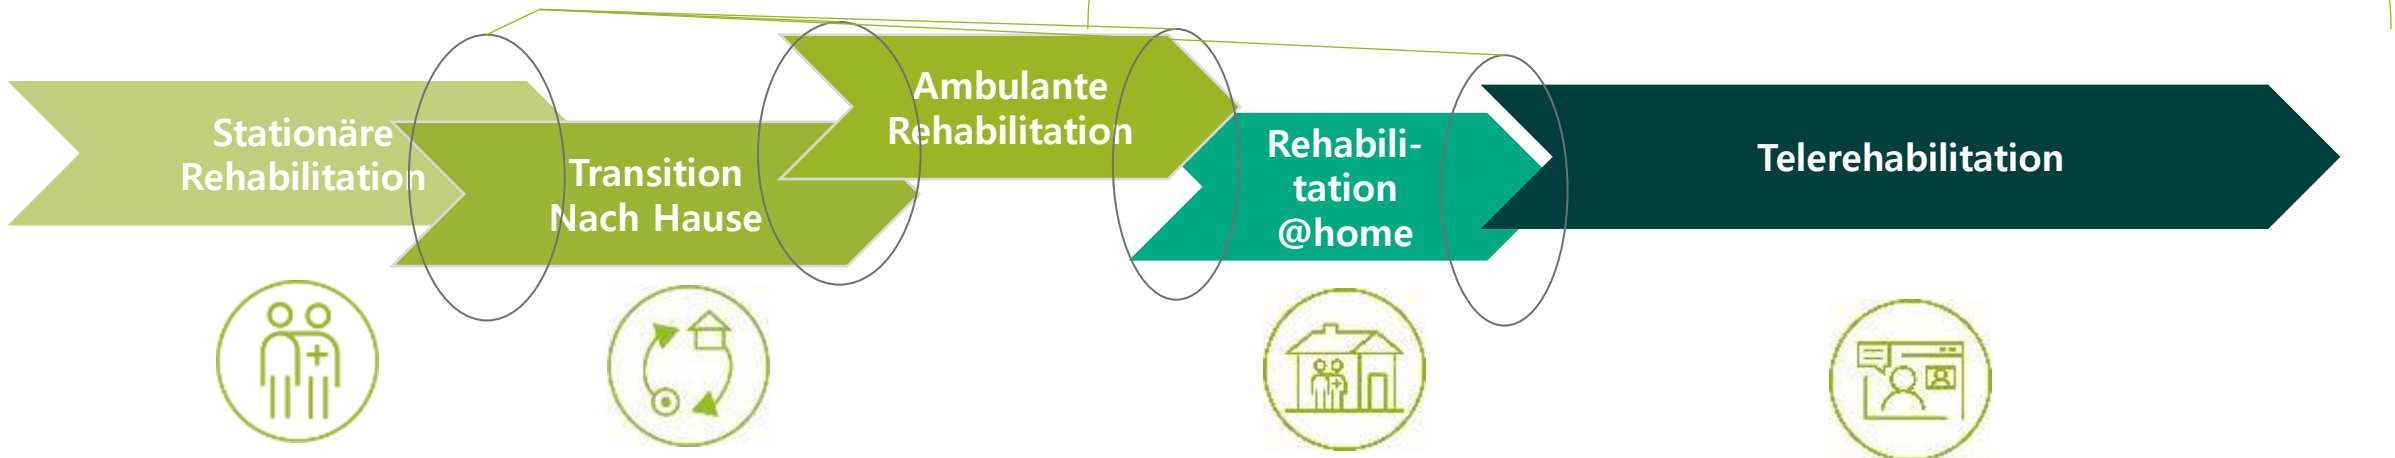 Stationäre
Rehabilitation
Transition
Nach Hause
Ambulante
Rehabilitation
Rehabili-
tation
@home
Telerehabilitation